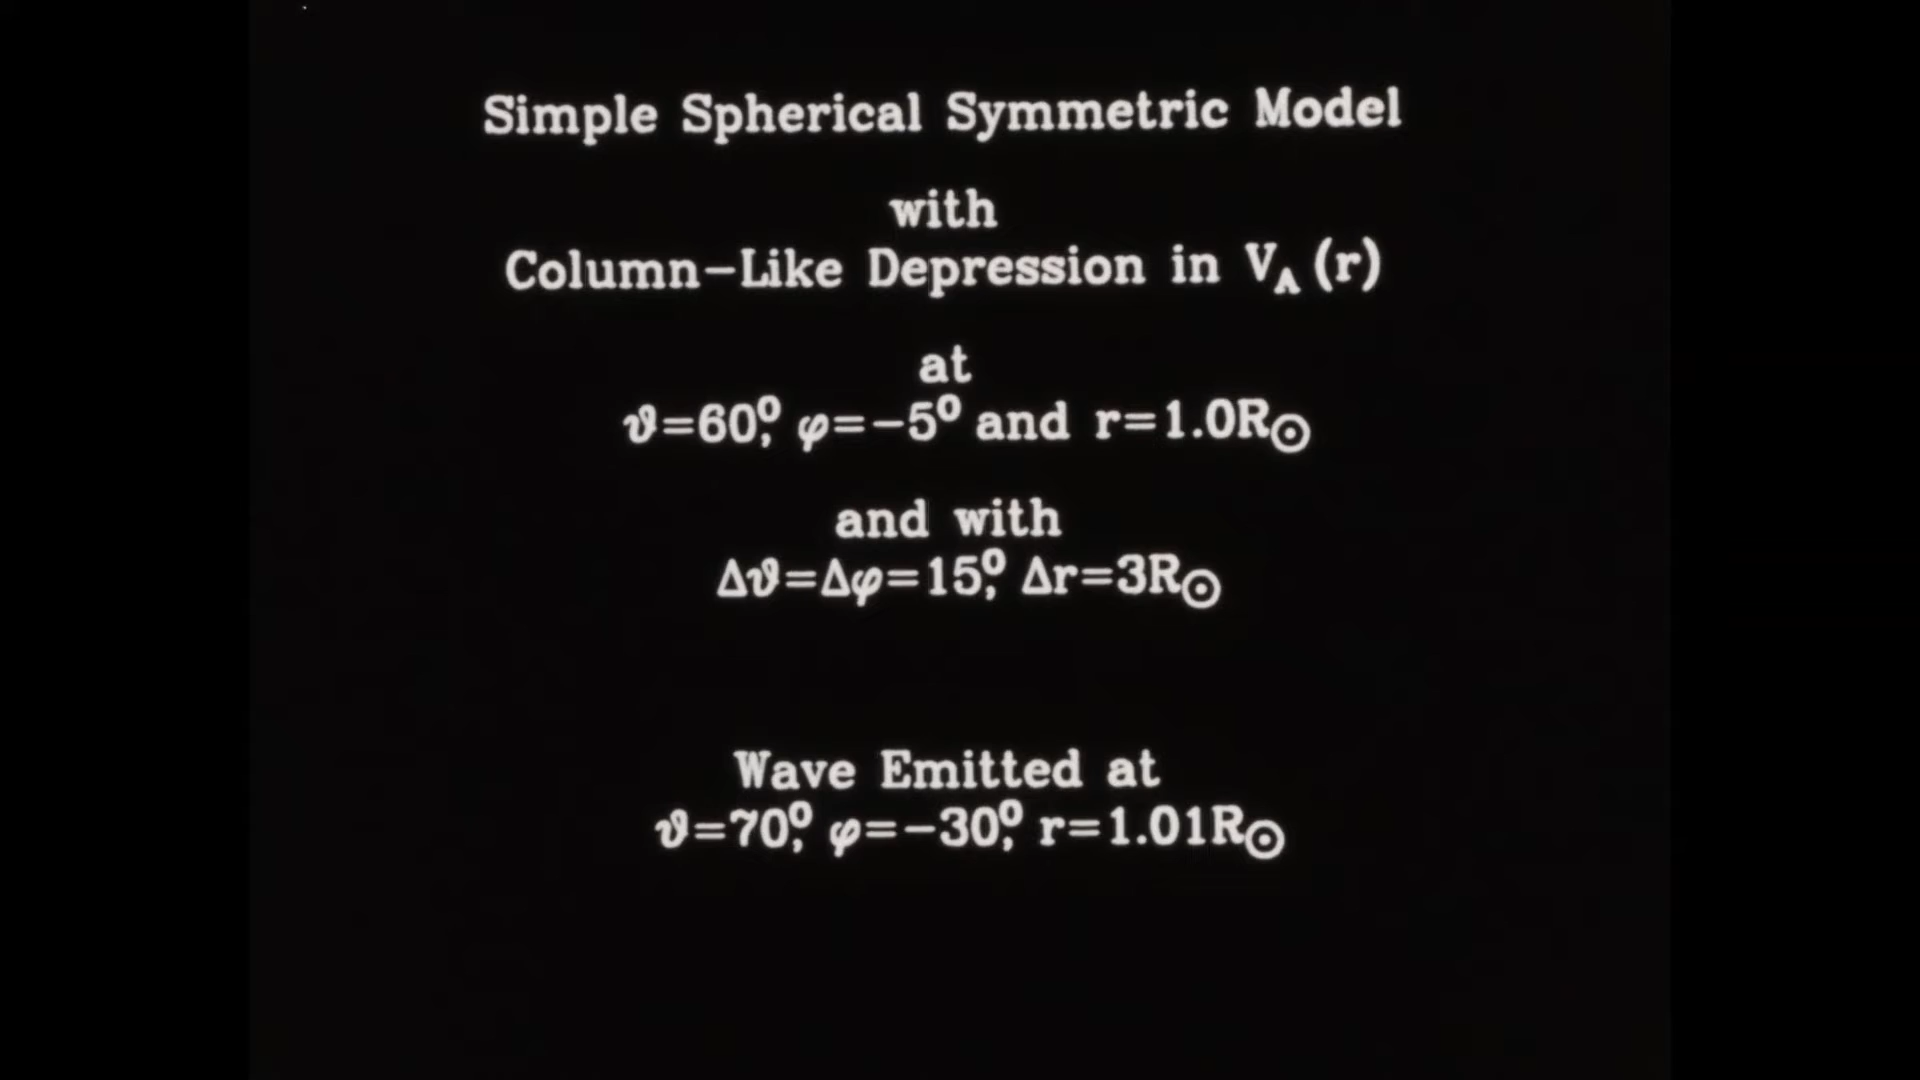 Simple Spherical Symmetric Model
with
Column-Like Depression in V_A(r)
at
ϑ=60°, φ=-5° and r=1.0R☉
and with
Δϑ=Δφ=15°, Δr=3R☉
Wave Emitted at
ϑ=70°, φ=-30°, r=1.01R☉